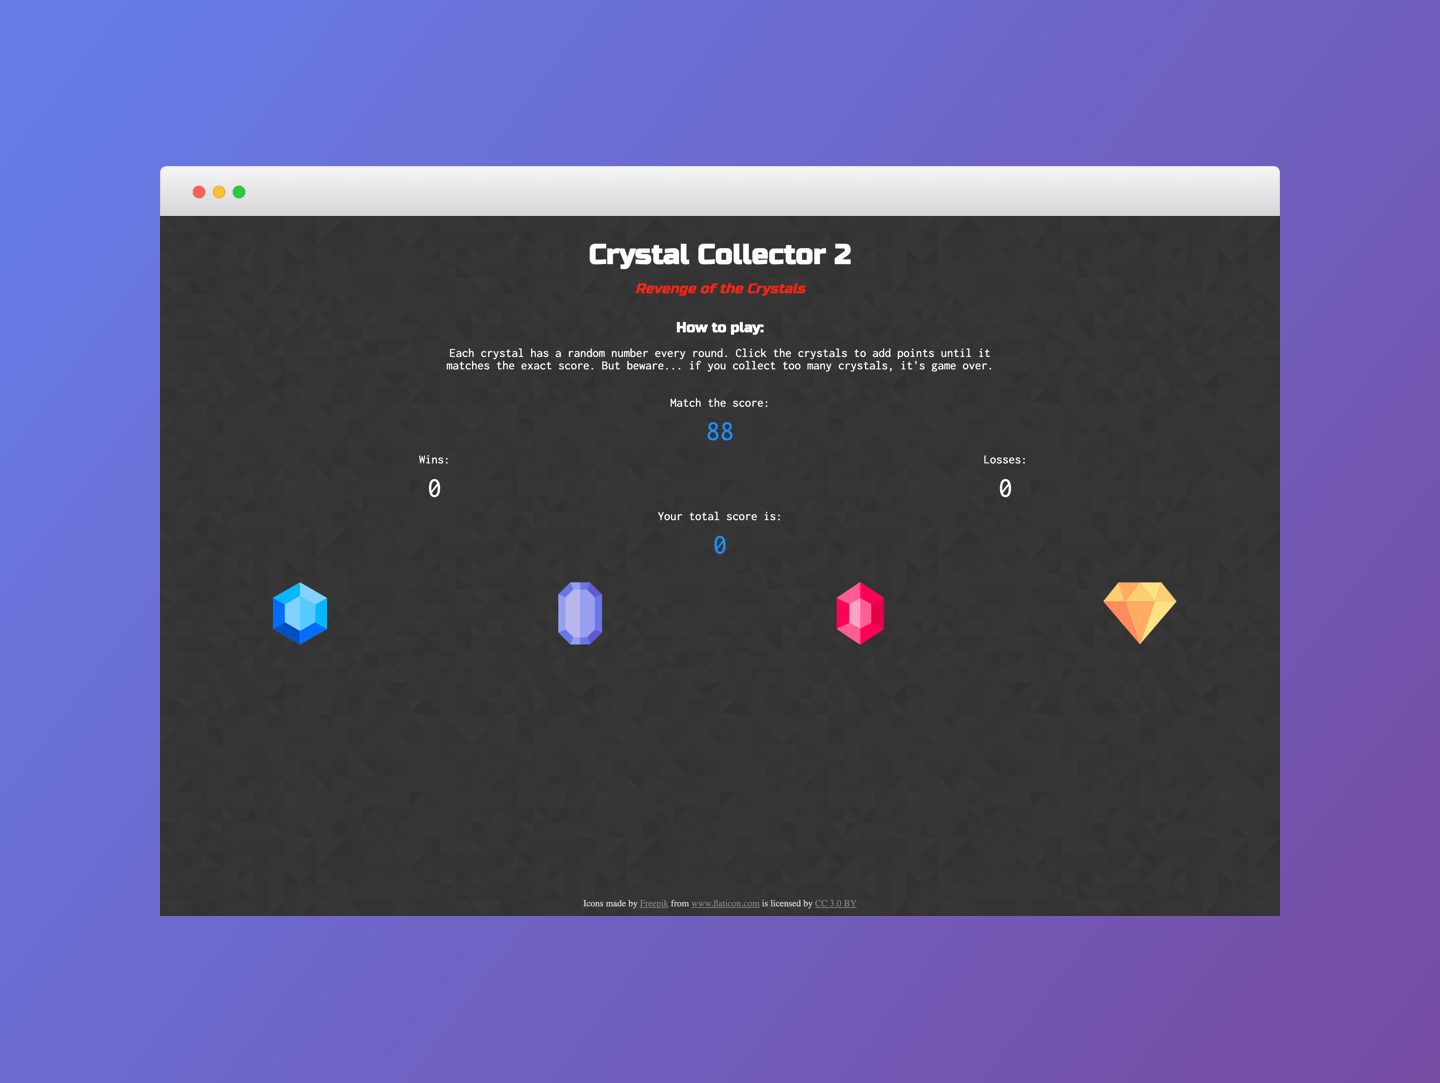 Crystal Collector 2
Revenge of the Crystals
How to play:
Each crystal has a random number every round. Click the crystals to add points until it
matches the exact score. But beware... if you collect too many crystals, it's game over.
Match the score:
88
Wins:
0
Losses:
0
Your total score is:
0
Icons made by Freepik from www.flaticon.com is licensed by CC 3.0 BY